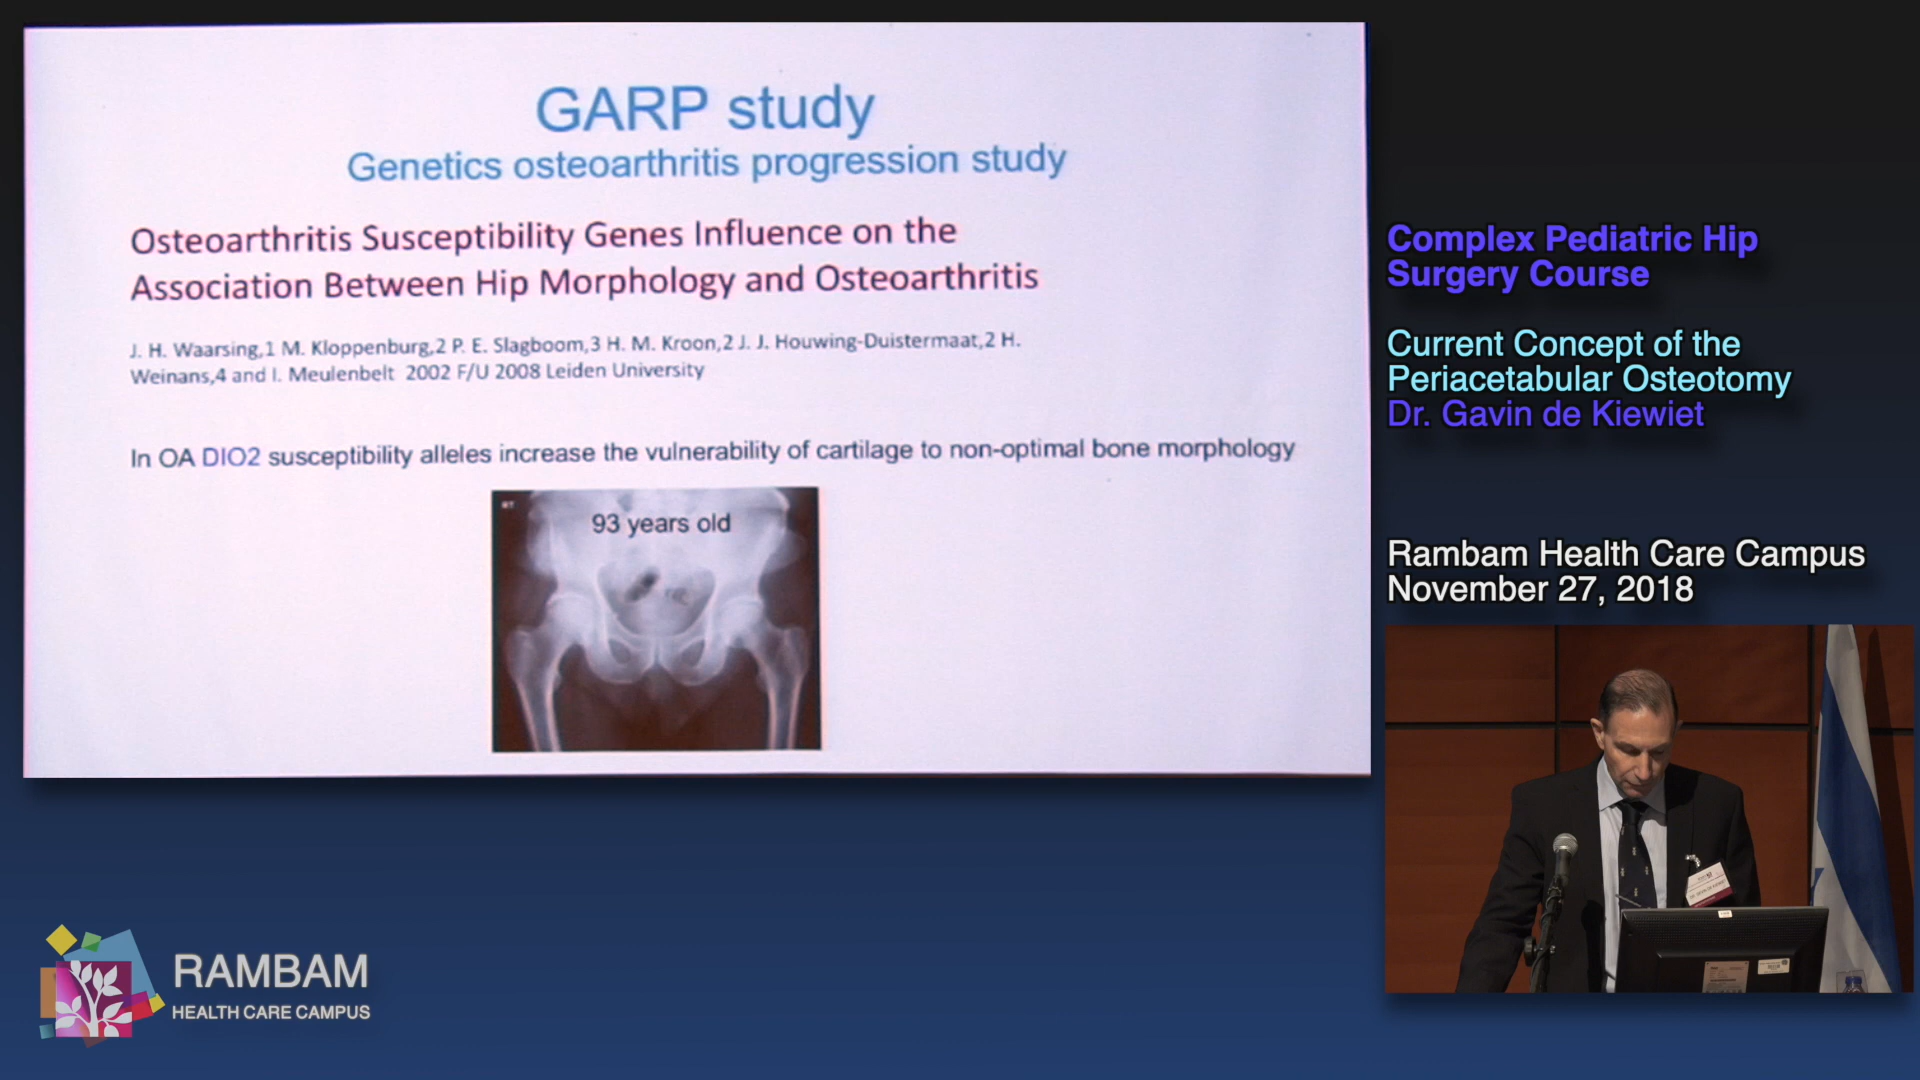 GARP study
Genetics osteoarthritis progression study
Osteoarthritis Susceptibility Genes Influence on the
Association Between Hip Morphology and Osteoarthritis
J. H. Waarsing,1 M. Kloppenburg,2 P. E. Slagboom,3 H. M. Kroon,2 J. J. Houwing-Duistermaat,2 H.
Weinans,4 and I. Meulenbelt 2002 F/U 2008 Leiden University
In OA DIO2 susceptibility alleles increase the vulnerability of cartilage to non-optimal bone morphology
93 years old
Complex Pediatric Hip
Surgery Course
Current Concept of the
Periacetabular Osteotomy
Dr. Gavin de Kiewiet
Rambam Health Care Campus
November 27, 2018
RAMBAM
HEALTH CARE CAMPUS